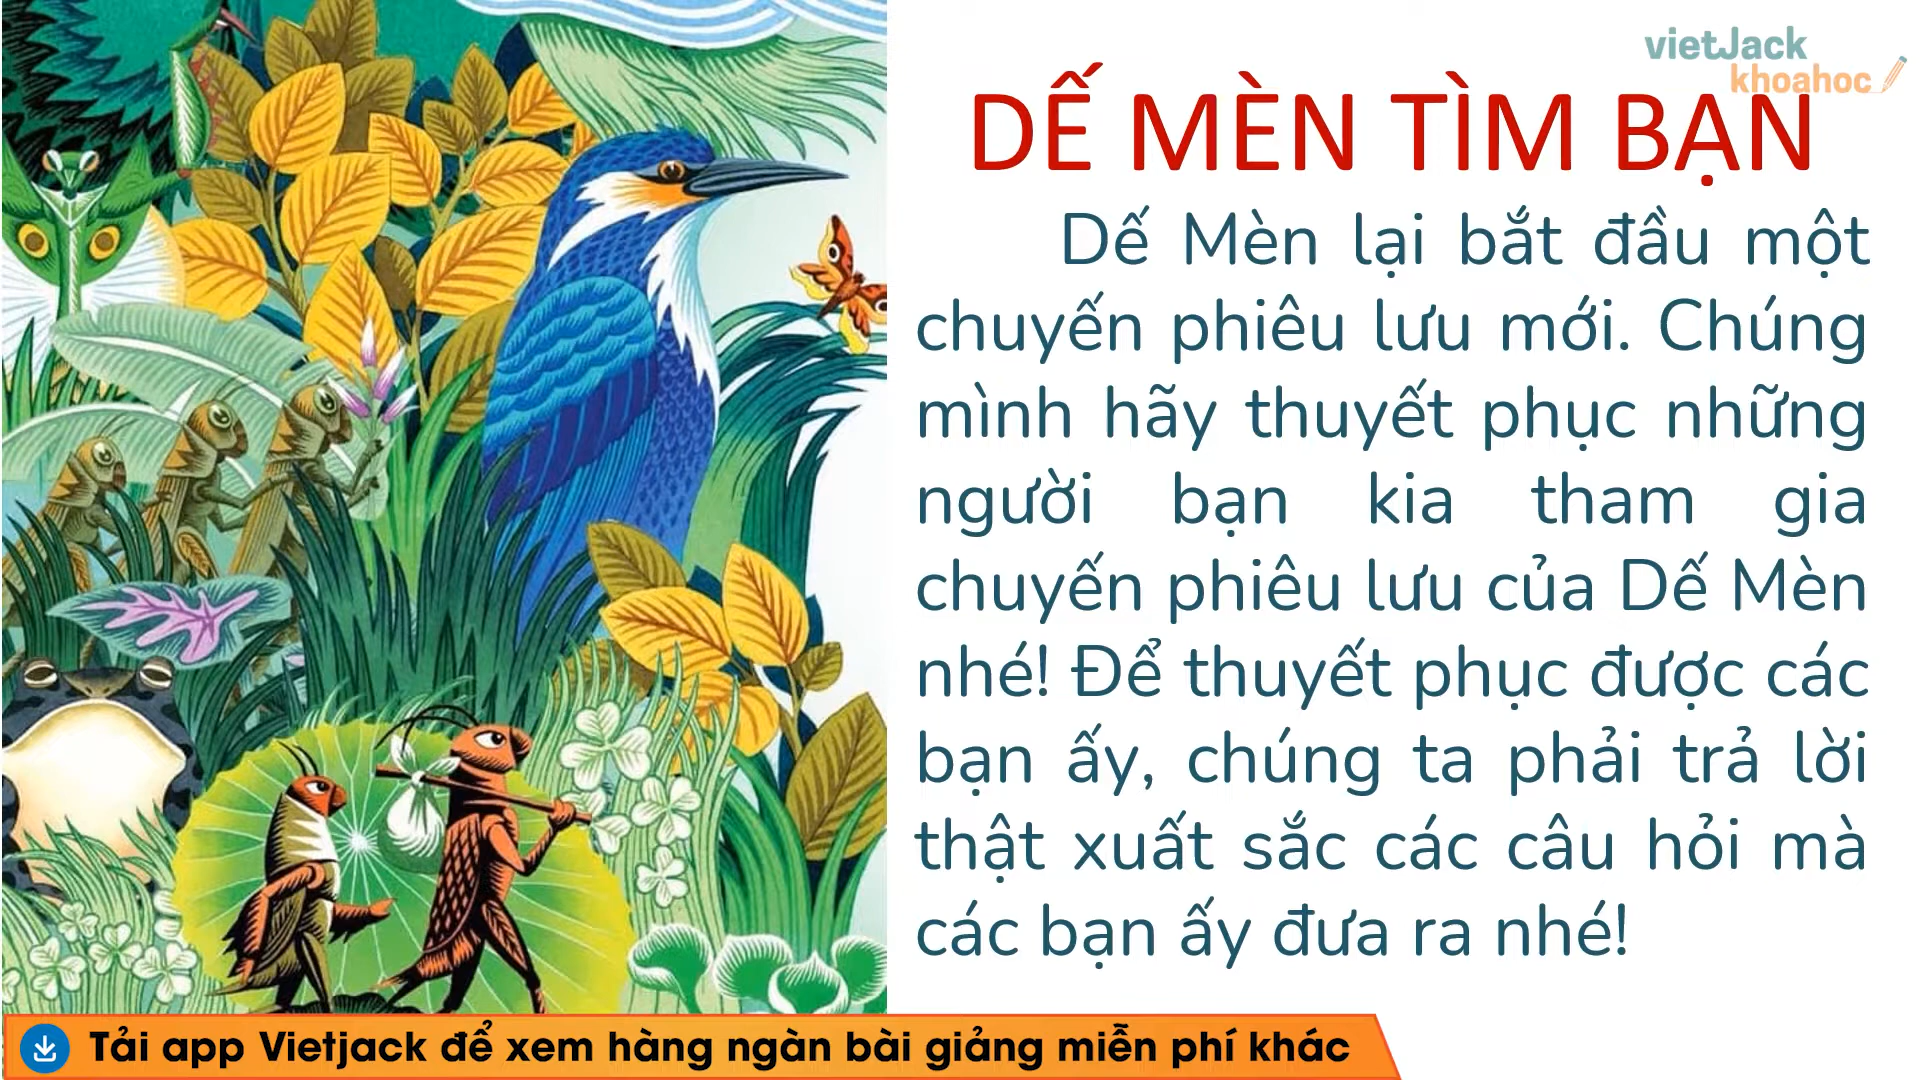 vietJack
khoahoc
DẾ MÈN TÌM BẠN
Dế Mèn lại bắt đầu một
chuyến phiêu lưu mới. Chúng
mình hãy thuyết phục những
người bạn kia tham gia
chuyến phiêu lưu của Dế Mèn
nhé! Để thuyết phục được các
bạn ấy, chúng ta phải trả lời
thật xuất sắc các câu hỏi mà
các bạn ấy đưa ra nhé!
Tải app Vietjack để xem hàng ngàn bài giảng miễn phí khác